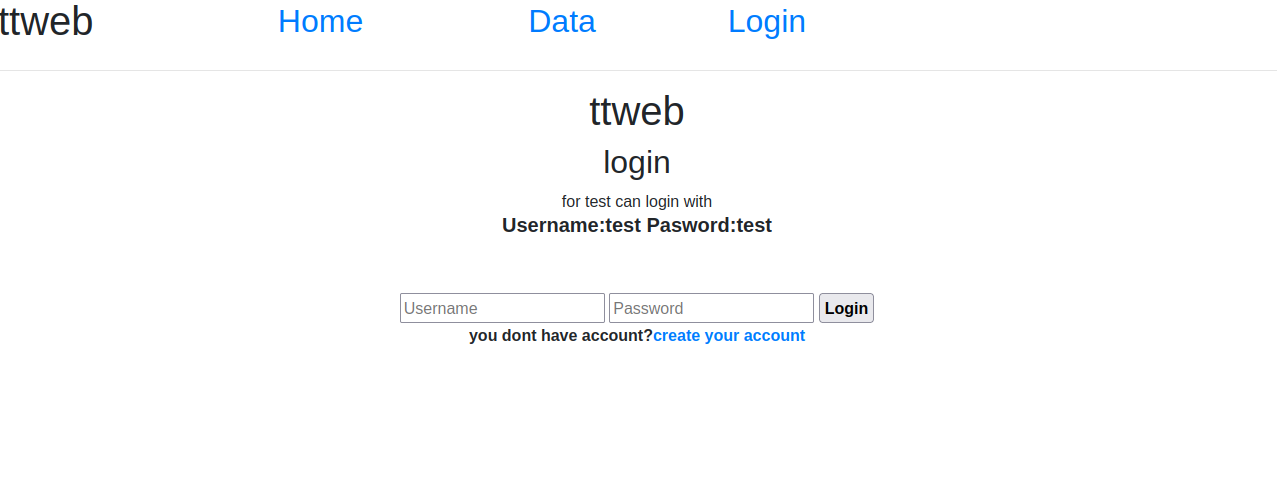 ttweb Home Data Login
ttweb
login
for test can login with
Username:test Pasword:test
Username Password Login
you dont have account?create your account